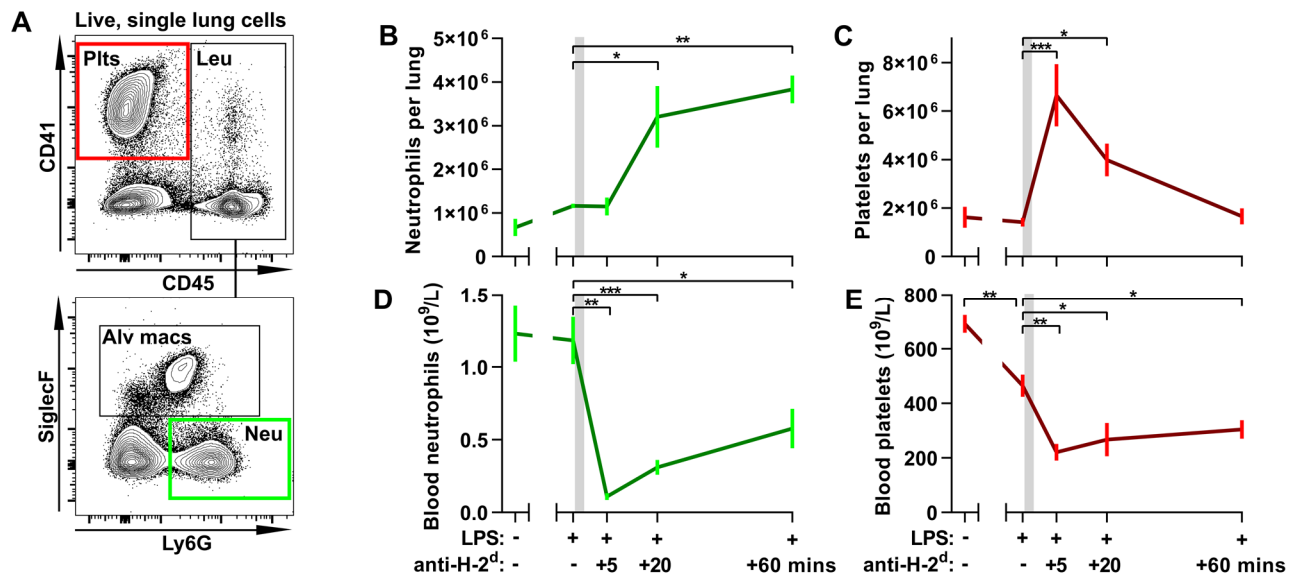 A
Live, single lung cells
Plts
Leu
CD41
CD45
Alv macs
Neu
SiglecF
Ly6G
B
Neutrophils per lung
5×10⁶
4×10⁶
3×10⁶
2×10⁶
1×10⁶
0
*
**
C
Platelets per lung
8×10⁶
6×10⁶
4×10⁶
2×10⁶
0
***
*
D
Blood neutrophils (10⁹/L)
1.5
1.0
0.5
0.0
*
***
**
E
Blood platelets (10⁹/L)
800
600
400
200
0
**
*
*
**
LPS: - + + + +
anti-H-2ᵈ: - - +5 +20 +60 mins
LPS: - + + + +
anti-H-2ᵈ: - - +5 +20 +60 mins